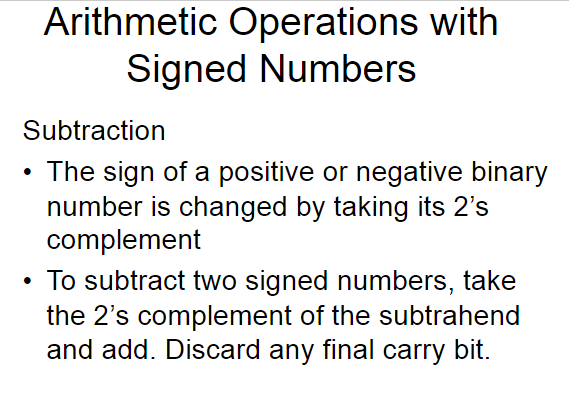 Arithmetic Operations with
Signed Numbers
Subtraction
• The sign of a positive or negative binary
number is changed by taking its 2’s
complement
• To subtract two signed numbers, take
the 2’s complement of the subtrahend
and add. Discard any final carry bit.